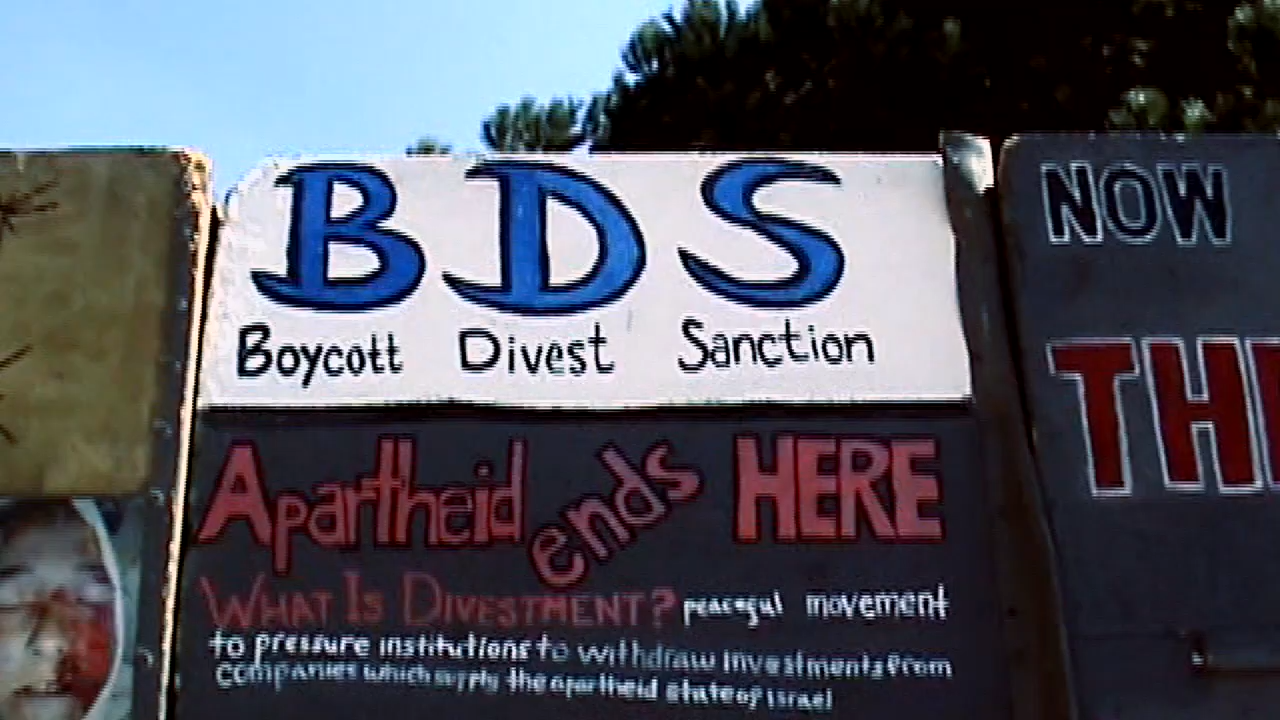 BDS
Boycott Divest Sanction
Apartheid ends HERE
WHAT IS DIVESTMENT? peaceful movement
to pressure institutions to withdraw investments from
companies which supply the apartheid state of israel
NOW
TH